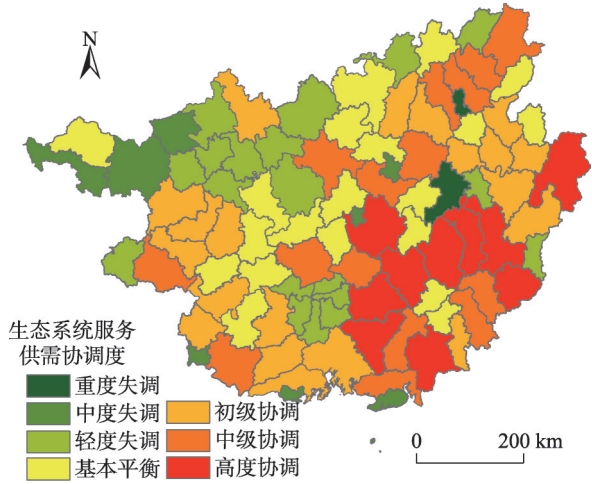 N
生态系统服务
供需协调度
重度失调
中度失调 初级协调
轻度失调 中级协调
基本平衡 高度协调
0 200 km